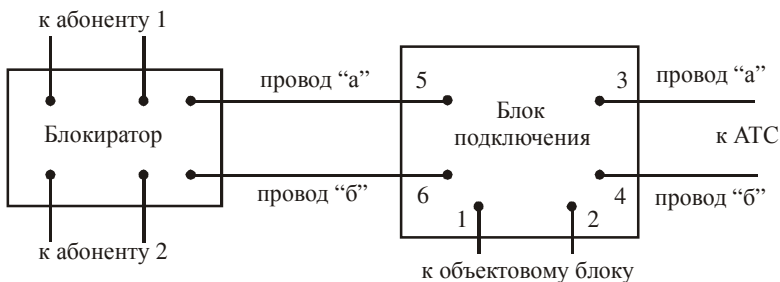 к абоненту 1
провод “а”
5
3
провод “а”
Блокиратор
Блок
подключения
к АТС
провод “б”
6
1
2
4
провод “б”
к абоненту 2
к объектовому блоку